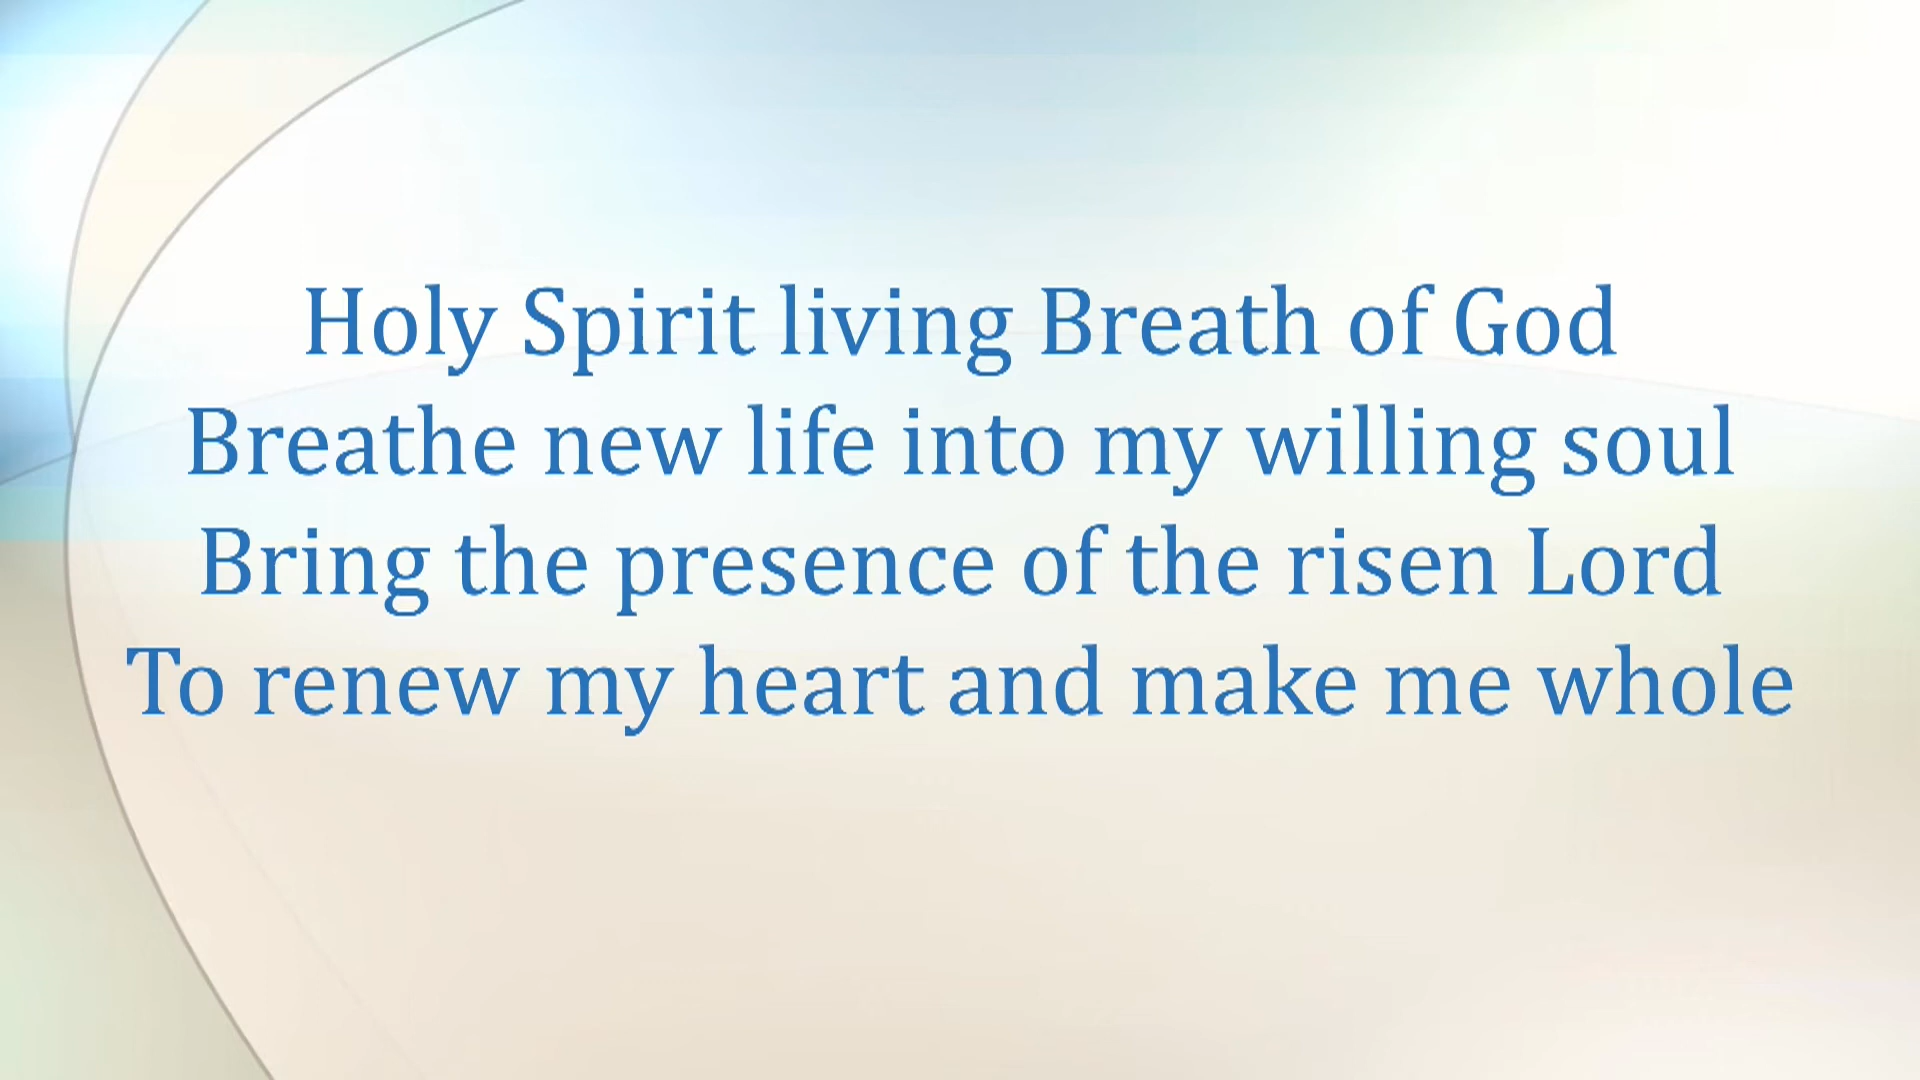 Holy Spirit living Breath of God
Breathe new life into my willing soul
Bring the presence of the risen Lord
To renew my heart and make me whole